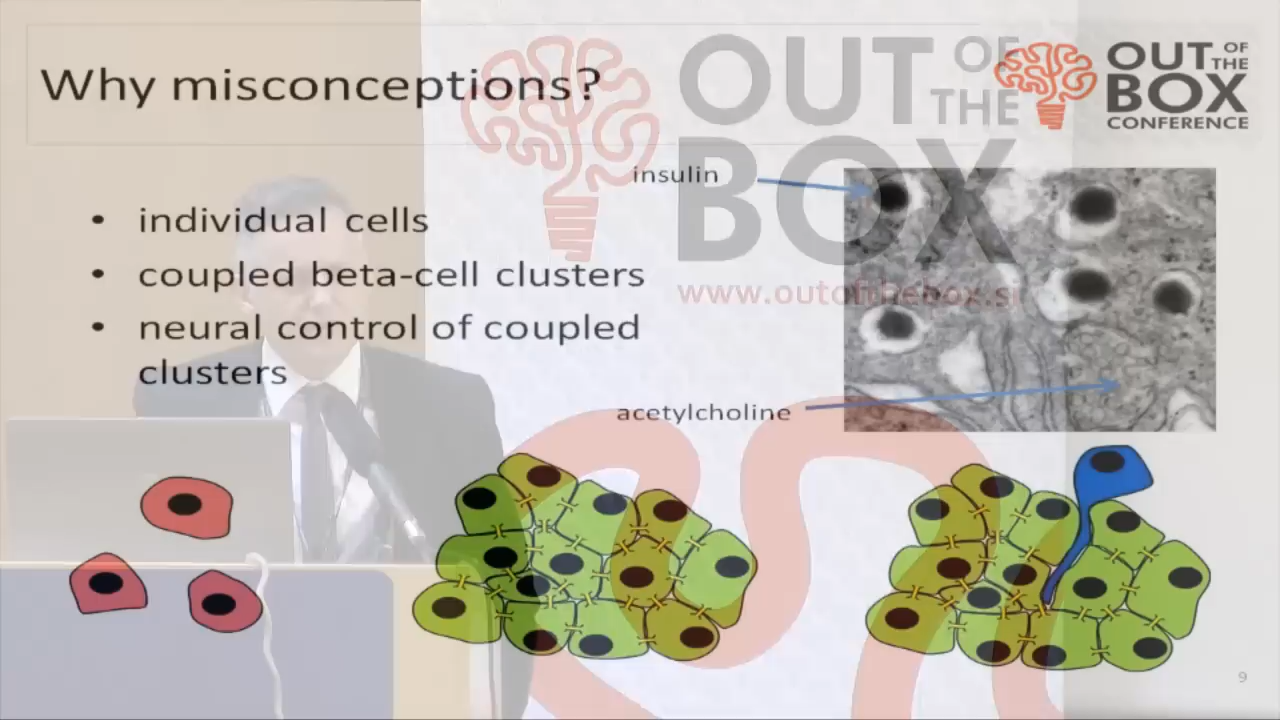 Why misconceptions?
OUT OF
THE
BOX
www.outofthebox.si
OUT OF
THE
BOX
CONFERENCE
insulin
• individual cells
• coupled beta-cell clusters
• neural control of coupled
clusters
acetylcholine
9